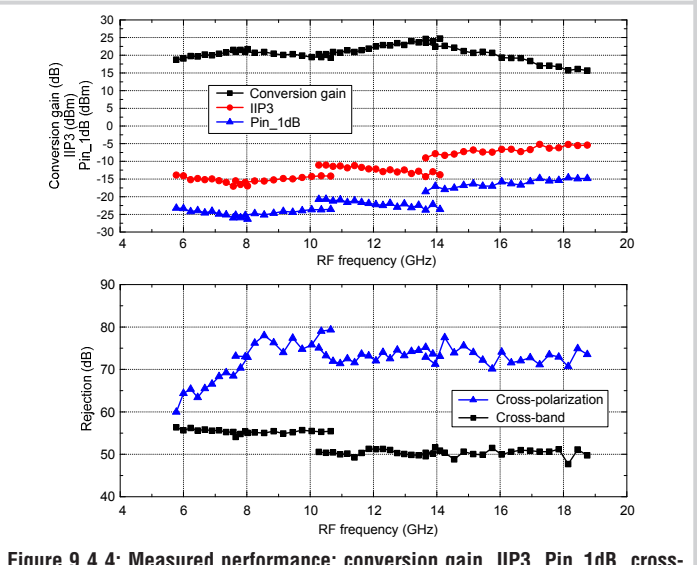 30
25
20
15
10
5
0
-5
-10
-15
-20
-25
-30
Conversion gain (dB)
IIP3 (dBm)
Pin_1dB (dBm)
Conversion gain
IIP3
Pin_1dB
4 6 8 10 12 14 16 18 20
RF frequency (GHz)
90
80
70
60
50
40
Rejection (dB)
Cross-polarization
Cross-band
4 6 8 10 12 14 16 18 20
RF frequency (GHz)
Figure 9.4.4: Measured performance: conversion gain, IIP3, Pin_1dB, cross-